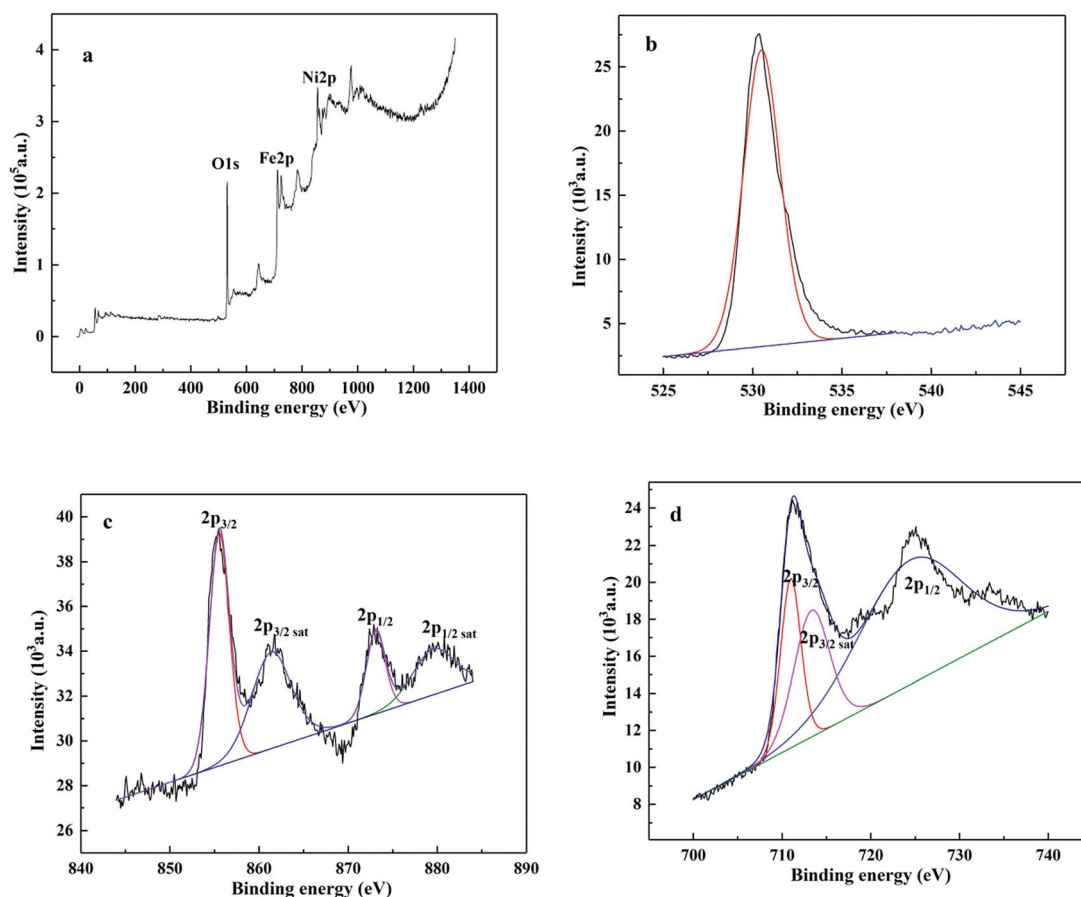 a
Intensity (10⁵a.u.)
4
3
2
1
0
O1s
Fe2p
Ni2p
0 200 400 600 800 1000 1200 1400
Binding energy (eV)
b
Intensity (10³a.u.)
25
20
15
10
5
525 530 535 540 545
Binding energy (eV)
c
Intensity (10³a.u.)
40
38
36
34
32
30
28
26
2p3/2
2p3/2 sat
2p1/2
2p1/2 sat
840 850 860 870 880 890
Binding energy (eV)
d
Intensity (10³a.u.)
24
22
20
18
16
14
12
10
8
2p3/2
2p3/2 sat
2p1/2
700 710 720 730 740
Binding energy (eV)